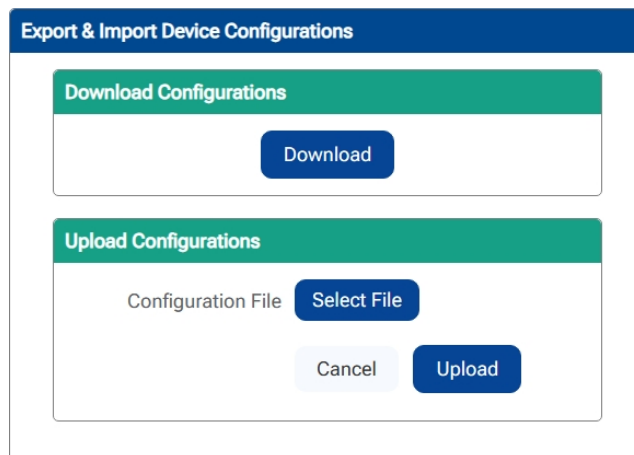 Export & Import Device Configurations
Download Configurations
Download
Upload Configurations
Configuration File Select File
Cancel Upload